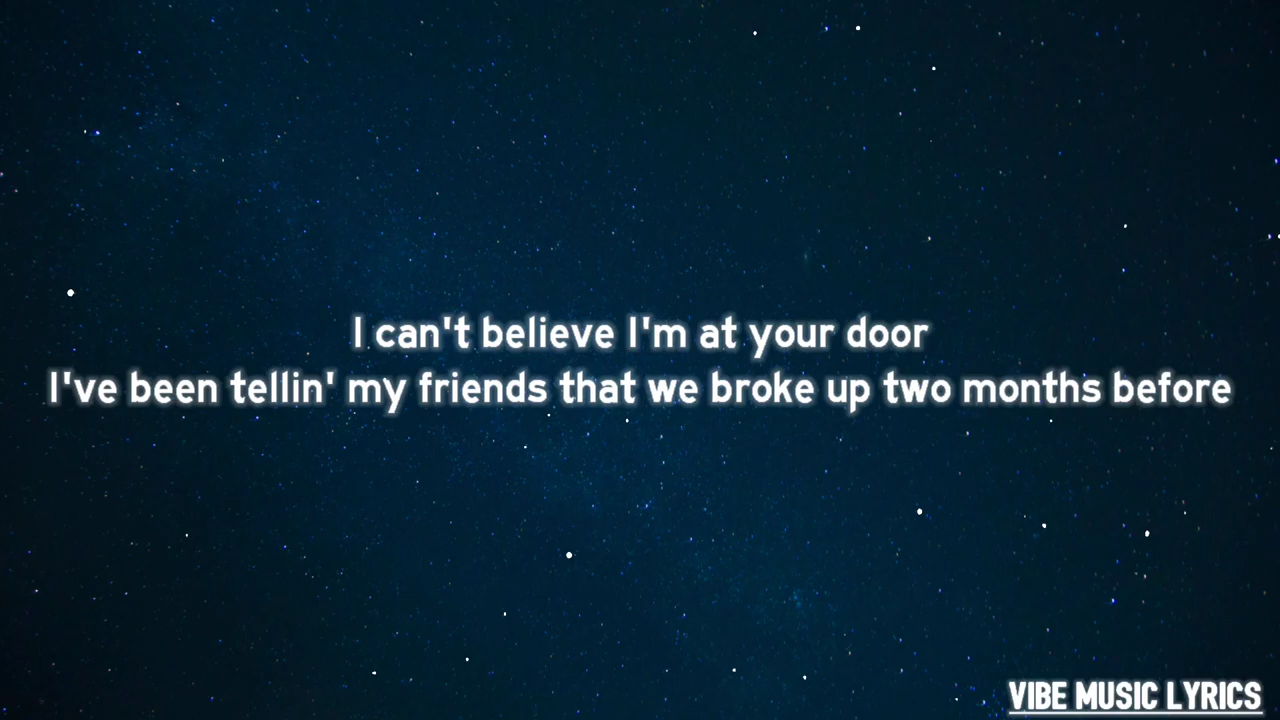 I can't believe I'm at your door
I've been tellin' my friends that we broke up two months before
VIBE MUSIC LYRICS